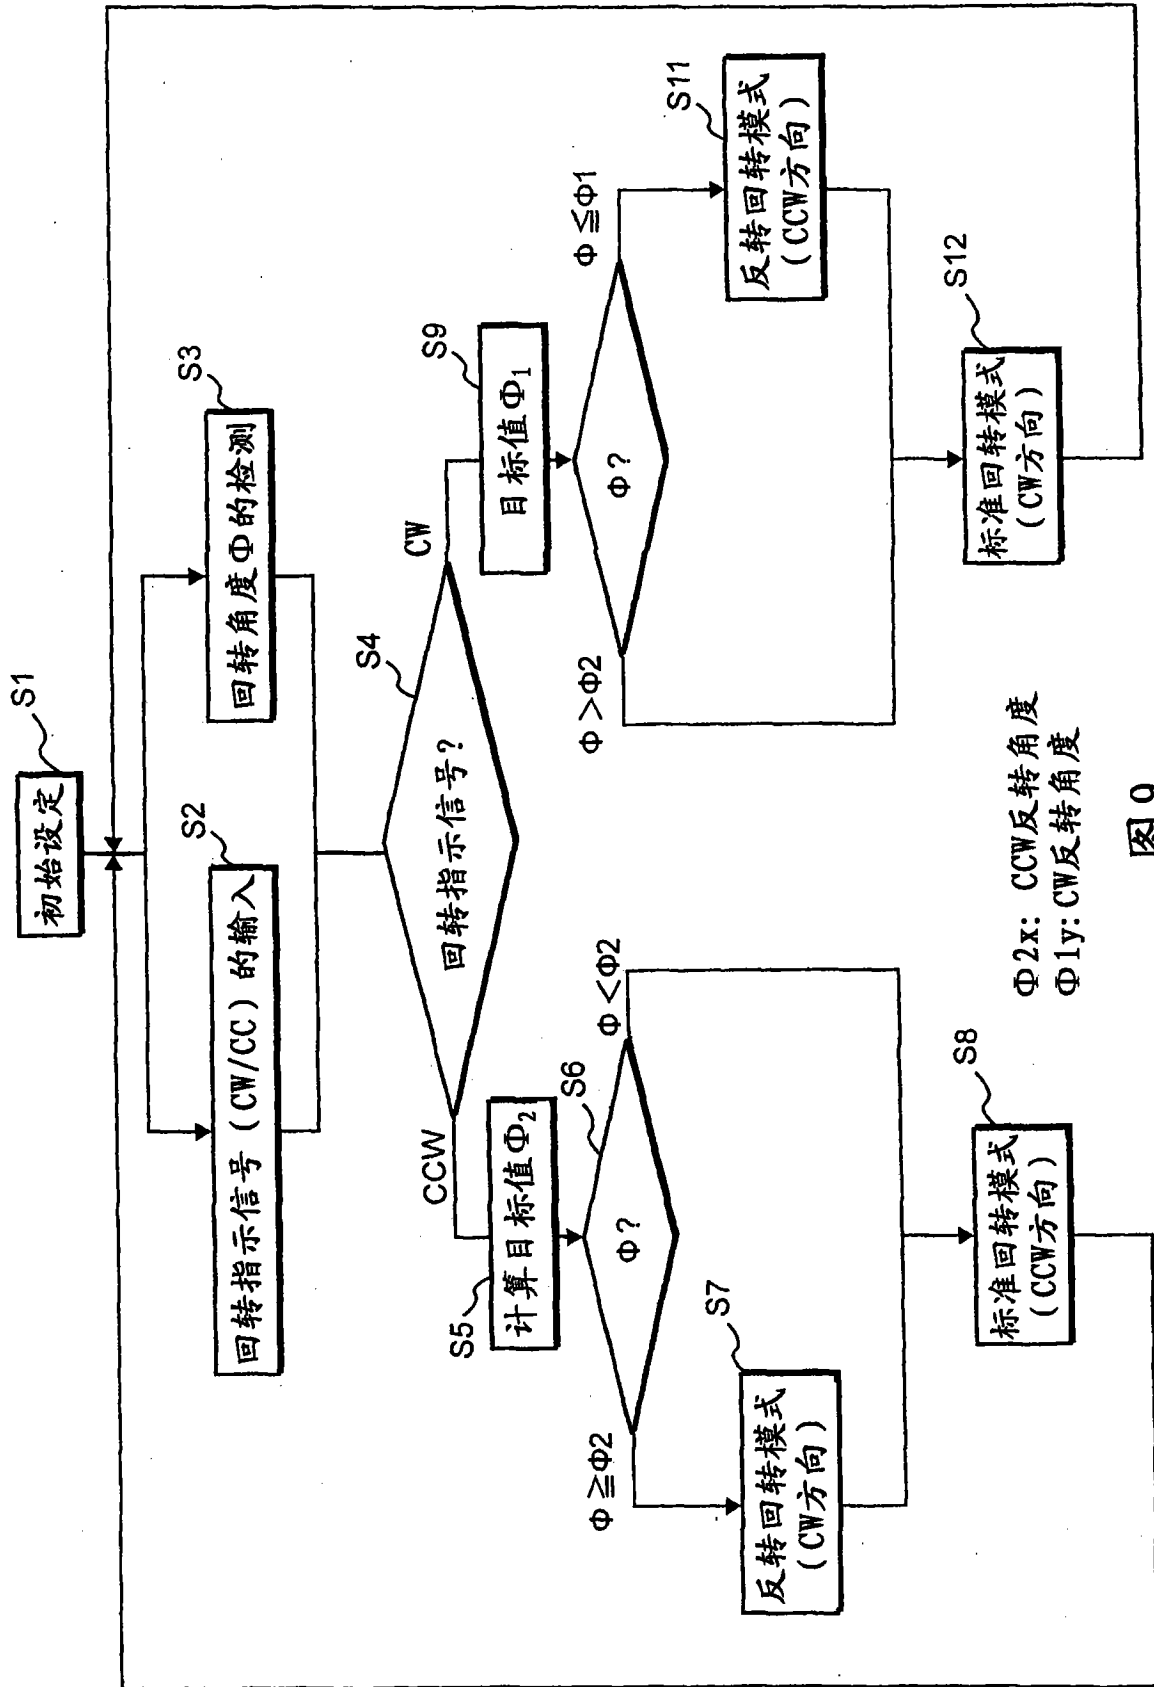 初始设定
S1
回转指示信号（CW/CC）的输入
S2
回转角度Φ的检测
S3
回转指示信号？
S4
CCW
CW
计算目标值Φ2
S5
目标值Φ1
S9
Φ？
S6
Φ≧Φ2
Φ<Φ2
Φ？
Φ>Φ2
Φ≦Φ1
反转回转模式
（CW方向）
S7
反转回转模式
（CCW方向）
S11
标准回转模式
（CCW方向）
S8
标准回转模式
（CW方向）
S12
Φ2x: CCW反转角度
Φ1y: CW反转角度
图